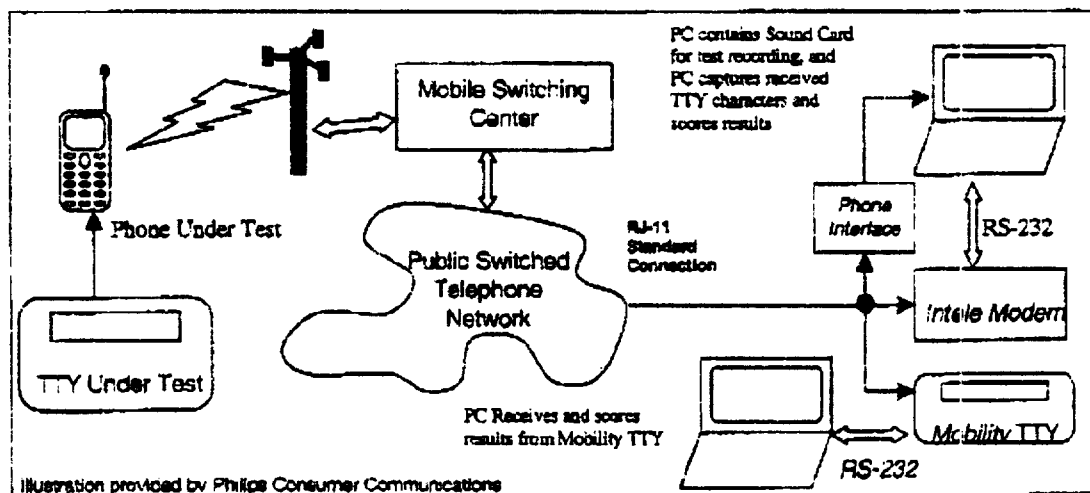 PC contains Sound Card
for test recording, and
PC captures received
TTY characters and
scores results
Mobile Switching
Center
Phone Under Test
Phone
Interface
RS-232
RJ-11
Standard
Connection
Public Switched
Telephone
Network
Intele Modem
TTY Under Test
PC Receives and scores
results from Mobility TTY
Mobility TTY
RS-232
Illustration provided by Philips Consumer Communications